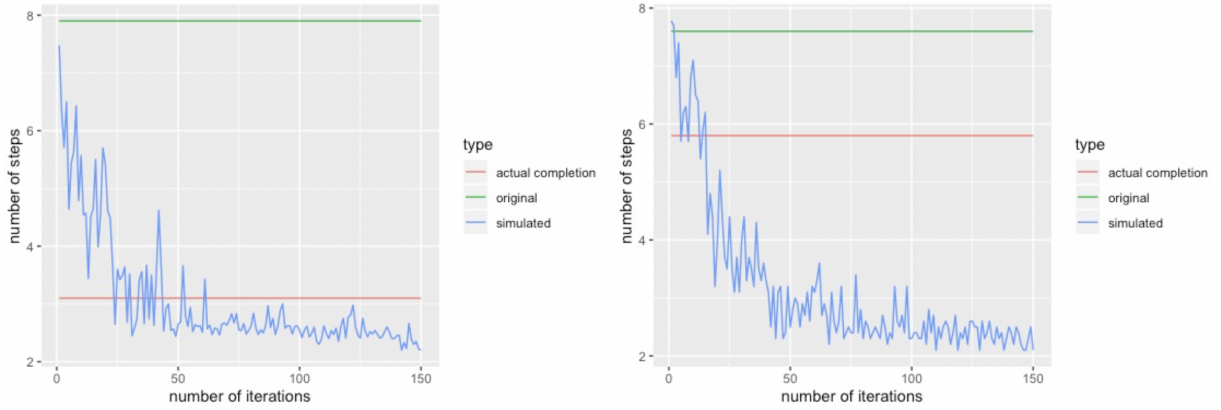 8
6
4
2
number of steps
0
50
100
150
number of iterations
type
actual completion
original
simulated
8
6
4
2
number of steps
0
50
100
150
number of iterations
type
actual completion
original
simulated